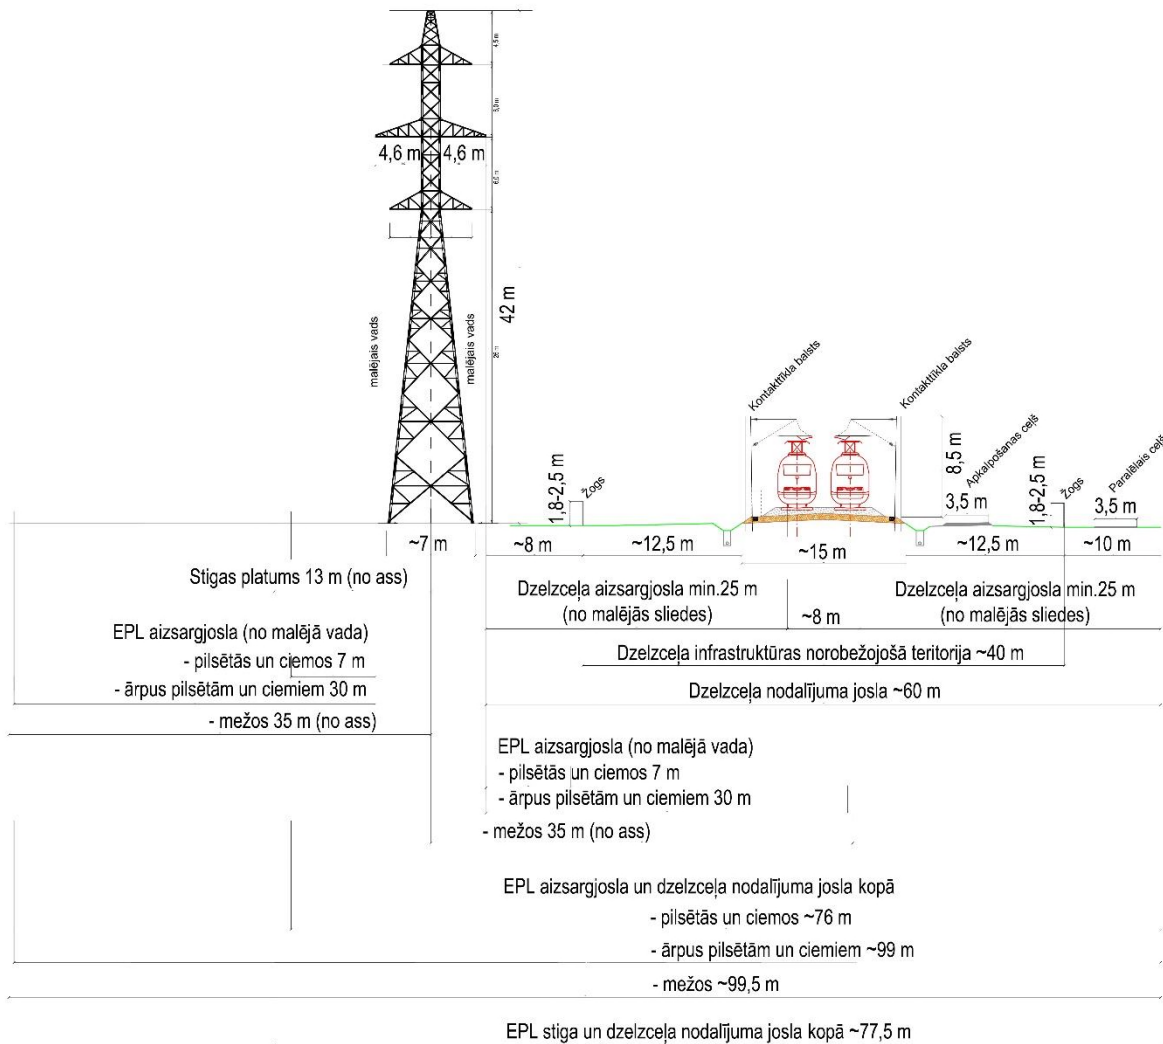 4,5 m
6,0 m
4,6 m 4,6 m
6,0 m
42 m
malējais vads
malējais vads
Kontakttīkla balsts
Kontakttīkla balsts
1,8-2,5 m
Žogs
8,5 m
Apkalpošanas ceļš
3,5 m
1,8-2,5 m
Žogs
Paralēlais ceļš
3,5 m
~7 m ~8 m ~12,5 m ~15 m ~12,5 m ~10 m
Stigas platums 13 m (no ass)
Dzelzceļa aizsargjosla min.25 m
(no malējās sliedes)
~8 m
Dzelzceļa aizsargjosla min.25 m
(no malējās sliedes)
EPL aizsargjosla (no malējā vada)
- pilsētās un ciemos 7 m
- ārpus pilsētām un ciemiem 30 m
- mežos 35 m (no ass)
Dzelzceļa infrastruktūras norobežojošā teritorija ~40 m
Dzelzceļa nodalījuma josla ~60 m
EPL aizsargjosla (no malējā vada)
- pilsētās un ciemos 7 m
- ārpus pilsētām un ciemiem 30 m
- mežos 35 m (no ass)
EPL aizsargjosla un dzelzceļa nodalījuma josla kopā
- pilsētās un ciemos ~76 m
- ārpus pilsētām un ciemiem ~99 m
- mežos ~99,5 m
EPL stiga un dzelzceļa nodalījuma josla kopā ~77,5 m